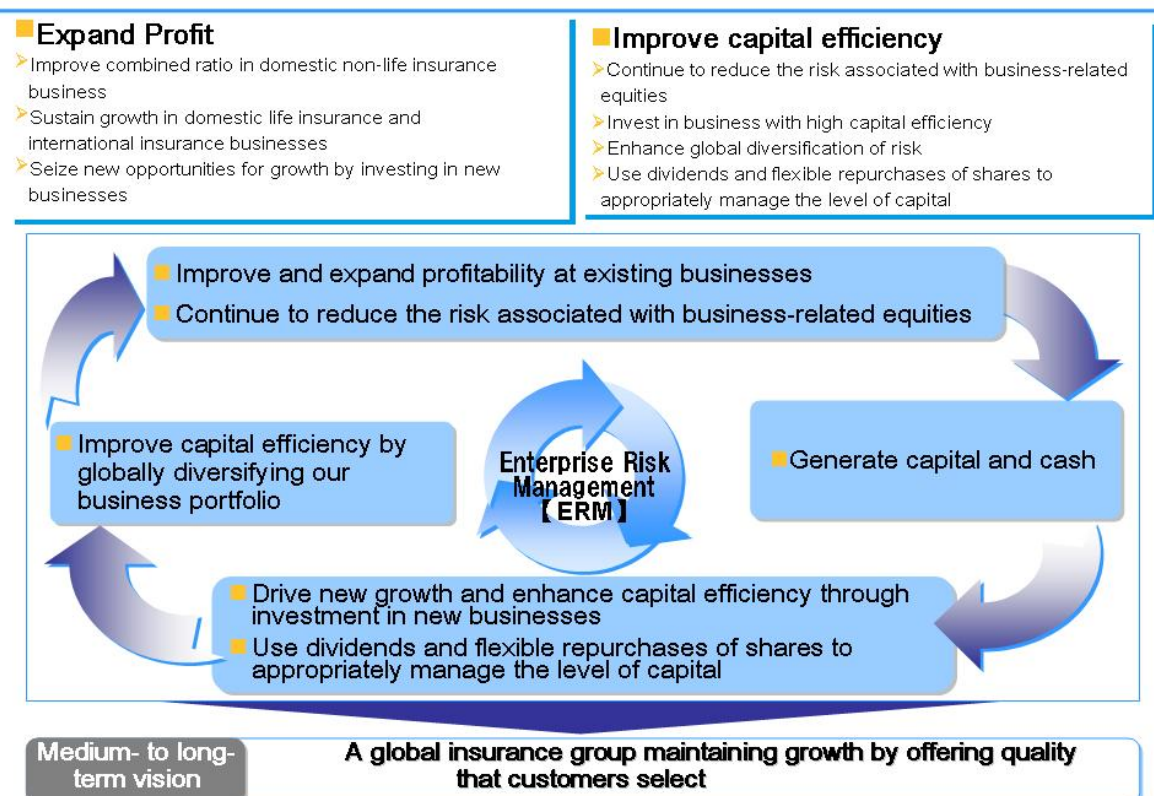 Expand Profit
Improve combined ratio in domestic non-life insurance
business
Sustain growth in domestic life insurance and
international insurance businesses
Seize new opportunities for growth by investing in new
businesses
Improve capital efficiency
Continue to reduce the risk associated with business-related
equities
Invest in business with high capital efficiency
Enhance global diversification of risk
Use dividends and flexible repurchases of shares to
appropriately manage the level of capital
Improve and expand profitability at existing businesses
Continue to reduce the risk associated with business-related equities
Improve capital efficiency by
globally diversifying our
business portfolio
Enterprise Risk
Management
【ERM】
Generate capital and cash
Drive new growth and enhance capital efficiency through
investment in new businesses
Use dividends and flexible repurchases of shares to
appropriately manage the level of capital
Medium- to long-
term vision
A global insurance group maintaining growth by offering quality
that customers select